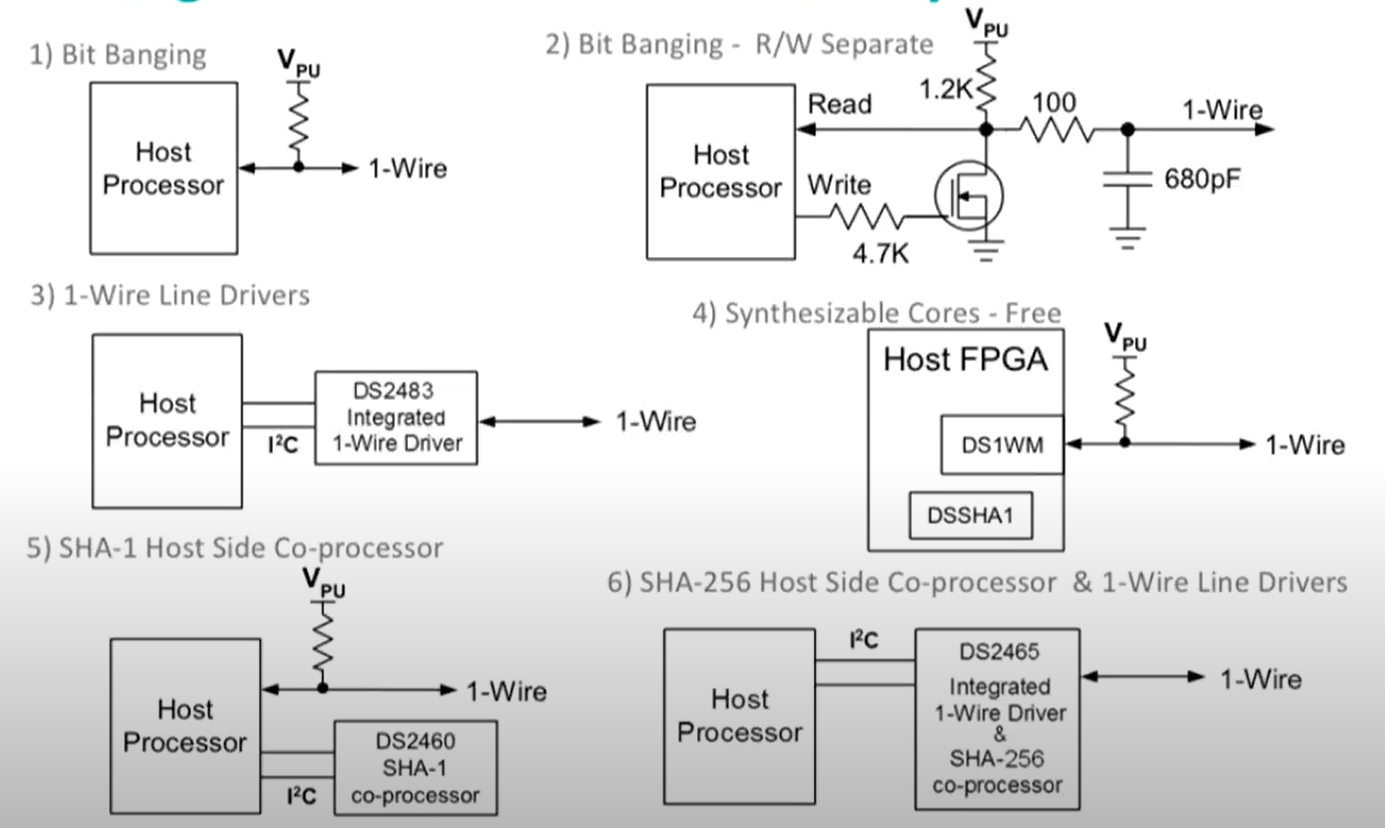 1) Bit Banging
VPU
Host
Processor
1-Wire
2) Bit Banging - R/W Separate
VPU
1.2K
100
Read
1-Wire
Host
Processor
Write
680pF
4.7K
3) 1-Wire Line Drivers
Host
Processor
I²C
DS2483
Integrated
1-Wire Driver
1-Wire
4) Synthesizable Cores - Free
Host FPGA
VPU
DS1WM
1-Wire
DSSHA1
5) SHA-1 Host Side Co-processor
VPU
1-Wire
Host
Processor
DS2460
SHA-1
co-processor
I²C
6) SHA-256 Host Side Co-processor & 1-Wire Line Drivers
I²C
Host
Processor
DS2465
Integrated
1-Wire Driver
&
SHA-256
co-processor
1-Wire